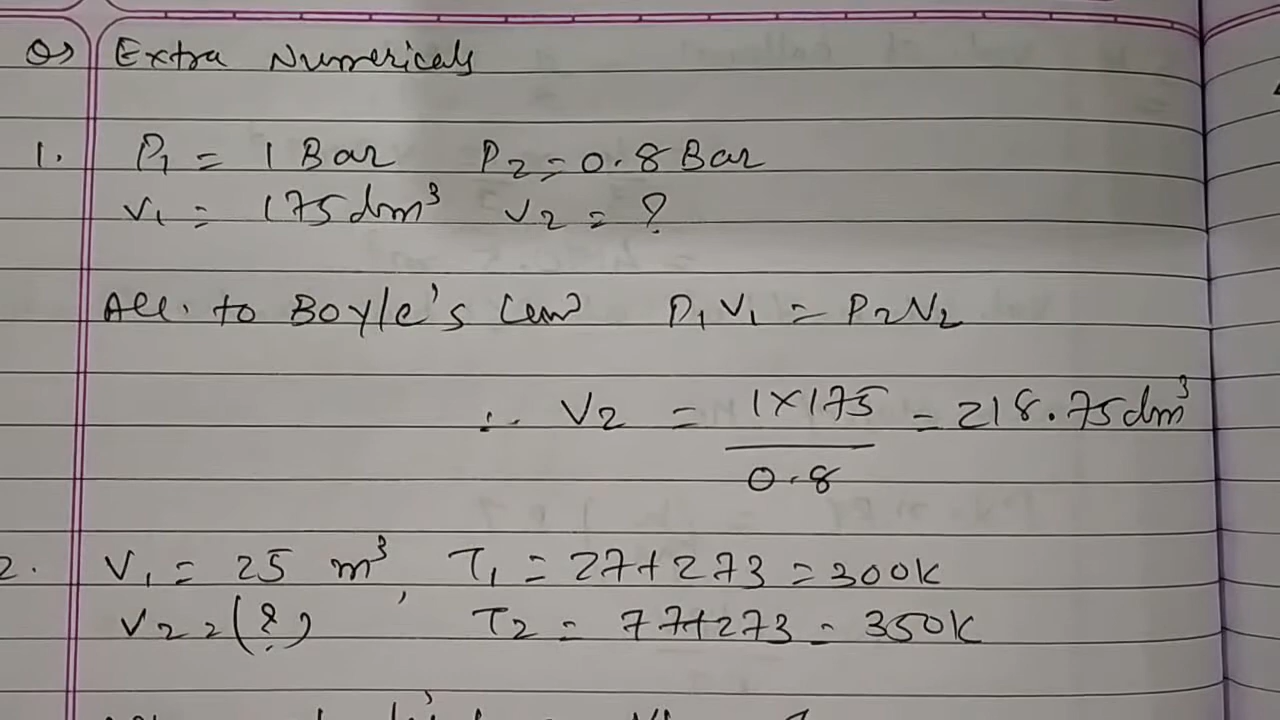 Q) Extra Numericals
1. P₁ = 1 Bar P₂ = 0.8 Bar
V₁ = 175 dm³ V₂ = ?
Acc. to Boyle's Law P₁V₁ = P₂V₂
∴ V₂ = 1×175 = 218.75 dm³
0.8
2. V₁ = 25 m³, T₁ = 27+273 = 300K
V₂ = (?) T₂ = 77+273 = 350K